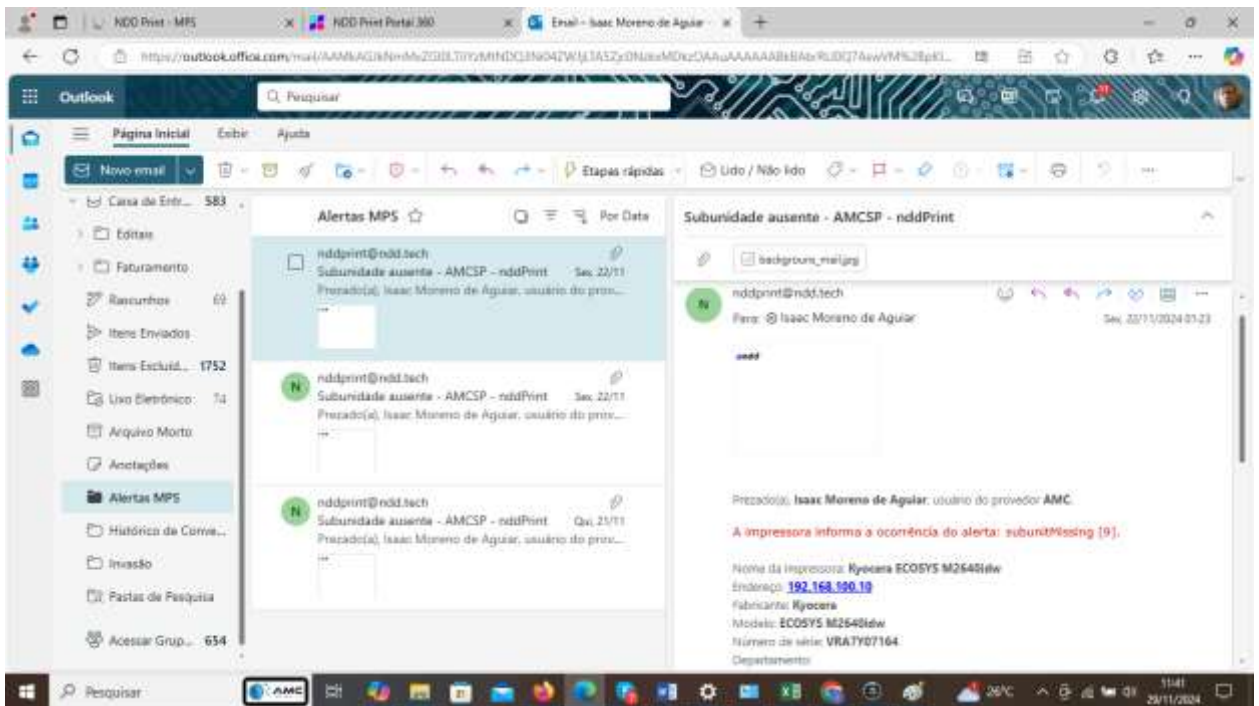 NDD Print - MPS
NDD Print Portal 360
Email - Isaac Moreno de Aguiar
outlook.office.com
Outlook
Pesquisar
Página Inicial
Exibir
Ajuda
Novo email
Etapas rápidas
Lido / Não lido
Caixa de Entr... 583
Editais
Faturamento
Rascunhos 69
Itens Enviados
Itens Excluíd... 1752
Lixo Eletrônico 74
Arquivo Morto
Anotações
Alertas MPS
Histórico de Conve...
Invasão
Pastas de Pesquisa
Acessar Grup... 654
Alertas MPS
Por Data
nddprint@ndd.tech
Subunidade ausente - AMCSP - nddPrint Sex, 22/11
Prezado(a), Isaac Moreno de Aguiar, usuário do prov...
N
nddprint@ndd.tech
Subunidade ausente - AMCSP - nddPrint Sex, 22/11
Prezado(a), Isaac Moreno de Aguiar, usuário do prov...
N
nddprint@ndd.tech
Subunidade ausente - AMCSP - nddPrint Qui, 21/11
Prezado(a), Isaac Moreno de Aguiar, usuário do prov...
Subunidade ausente - AMCSP - nddPrint
background_mail.jpg
N
nddprint@ndd.tech
Para: Isaac Moreno de Aguiar
Sex, 22/11/2024 01:23
ndd
Prezado(a), Isaac Moreno de Aguiar, usuário do provedor AMC.
A impressora informa a ocorrência do alerta: subunitMissing [9].
Nome da Impressora: Kyocera ECOSYS M2640idw
Endereço: 192.168.100.10
Fabricante: Kyocera
Modelo: ECOSYS M2640idw
Número de série: VRA7Y07164
Departamento:
Pesquisar
AMC
26°C
11:41
29/11/2024